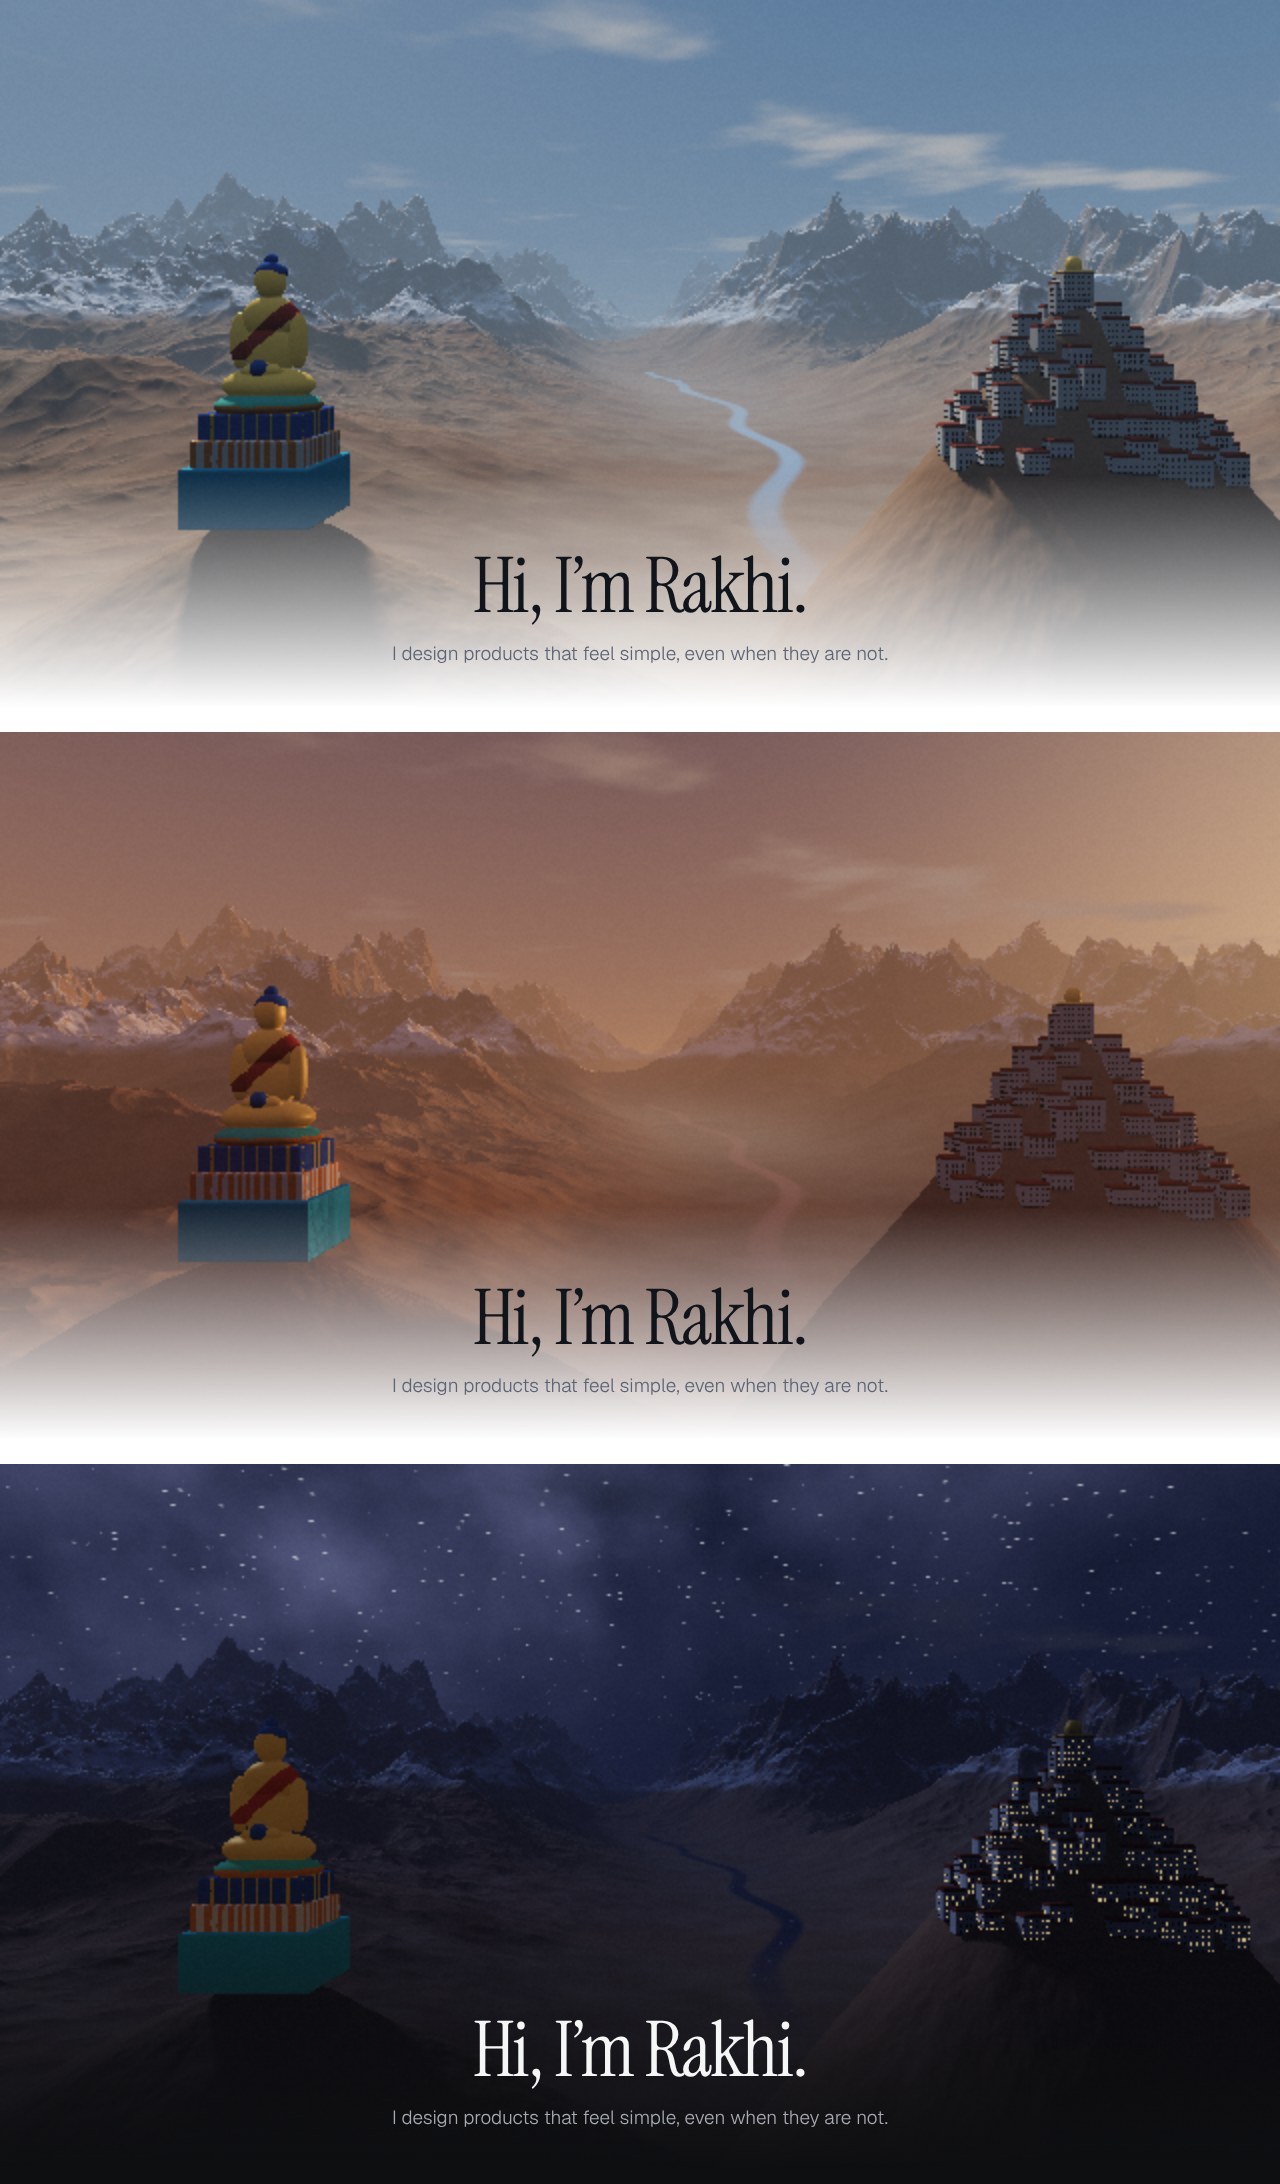 Hi, I’m Rakhi.
I design products that feel simple, even when they are not.
Hi, I’m Rakhi.
I design products that feel simple, even when they are not.
Hi, I’m Rakhi.
I design products that feel simple, even when they are not.